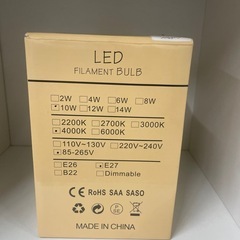 LED
FILAMENT BULB
2W 4W 6W 8W
10W 12W 14W
2200K 2700K 3000K
4000K 6000K
110V~130V 220V~240V
85-265V
E26 E27
B22 Dimmable
CE RoHS SAA SASO
MADE IN CHINA